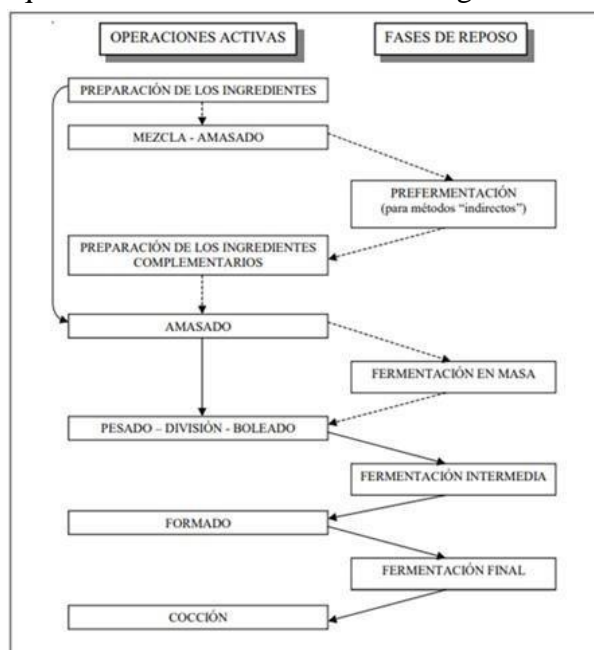 OPERACIONES ACTIVAS
FASES DE REPOSO
PREPARACIÓN DE LOS INGREDIENTES
MEZCLA - AMASADO
PREFERMENTACIÓN
(para métodos “indirectos”)
PREPARACIÓN DE LOS INGREDIENTES
COMPLEMENTARIOS
AMASADO
FERMENTACIÓN EN MASA
PESADO – DIVISIÓN - BOLEADO
FERMENTACIÓN INTERMEDIA
FORMADO
FERMENTACIÓN FINAL
COCCIÓN